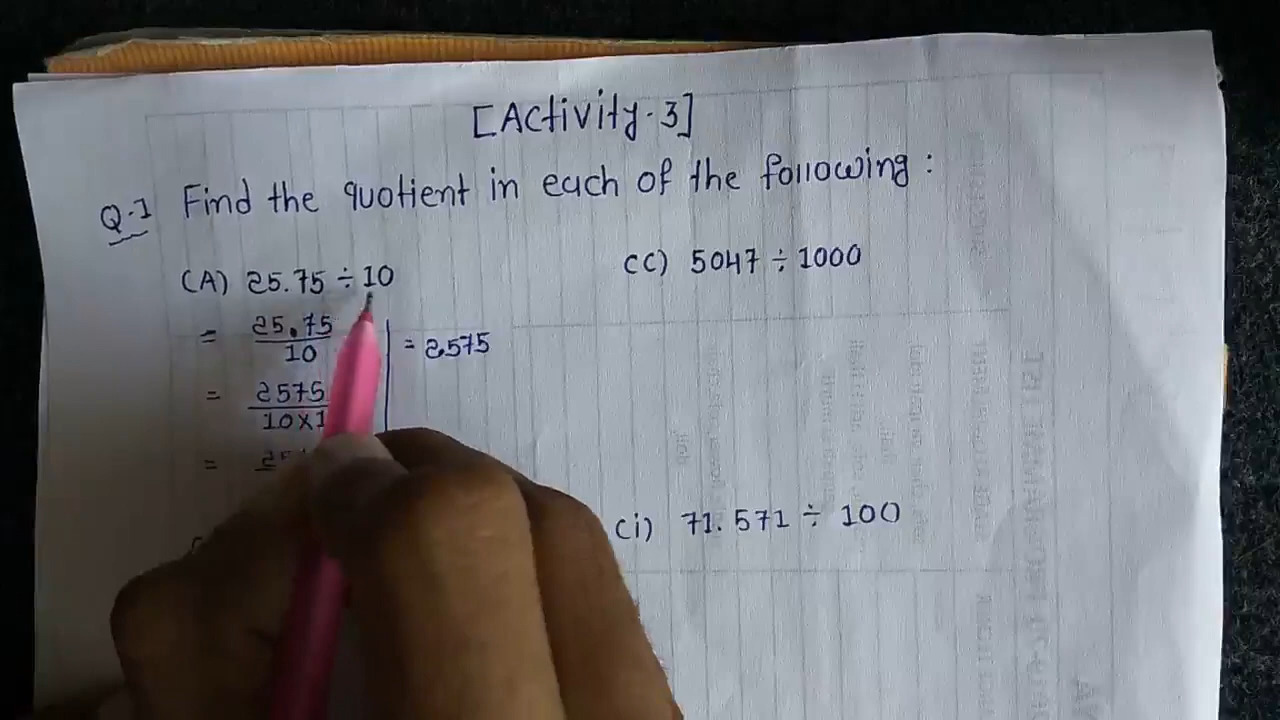 [Activity-3]
Q.1 Find the quotient in each of the following:
(A) 25.75 ÷ 10
= 25.75
10
= 2.575
= 2575
10×1
=
(C) 5047 ÷ 1000
(i) 71.571 ÷ 100